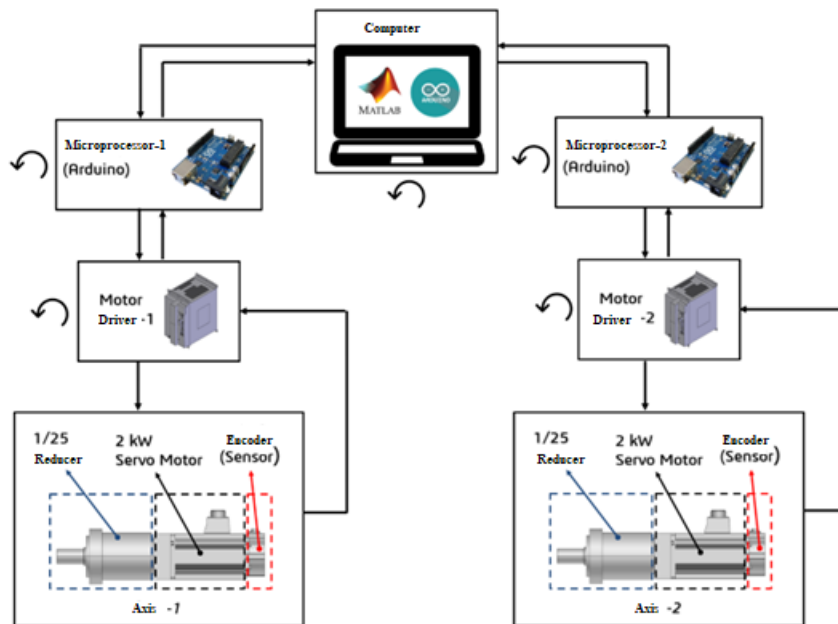 Computer
MATLAB
ARDUINO
Microprocessor-1
(Arduino)
Microprocessor-2
(Arduino)
Motor
Driver -1
Motor
Driver -2
1/25
Reducer
2 kW
Servo Motor
Encoder
(Sensor)
Axis -1
1/25
Reducer
2 kW
Servo Motor
Encoder
(Sensor)
Axis -2